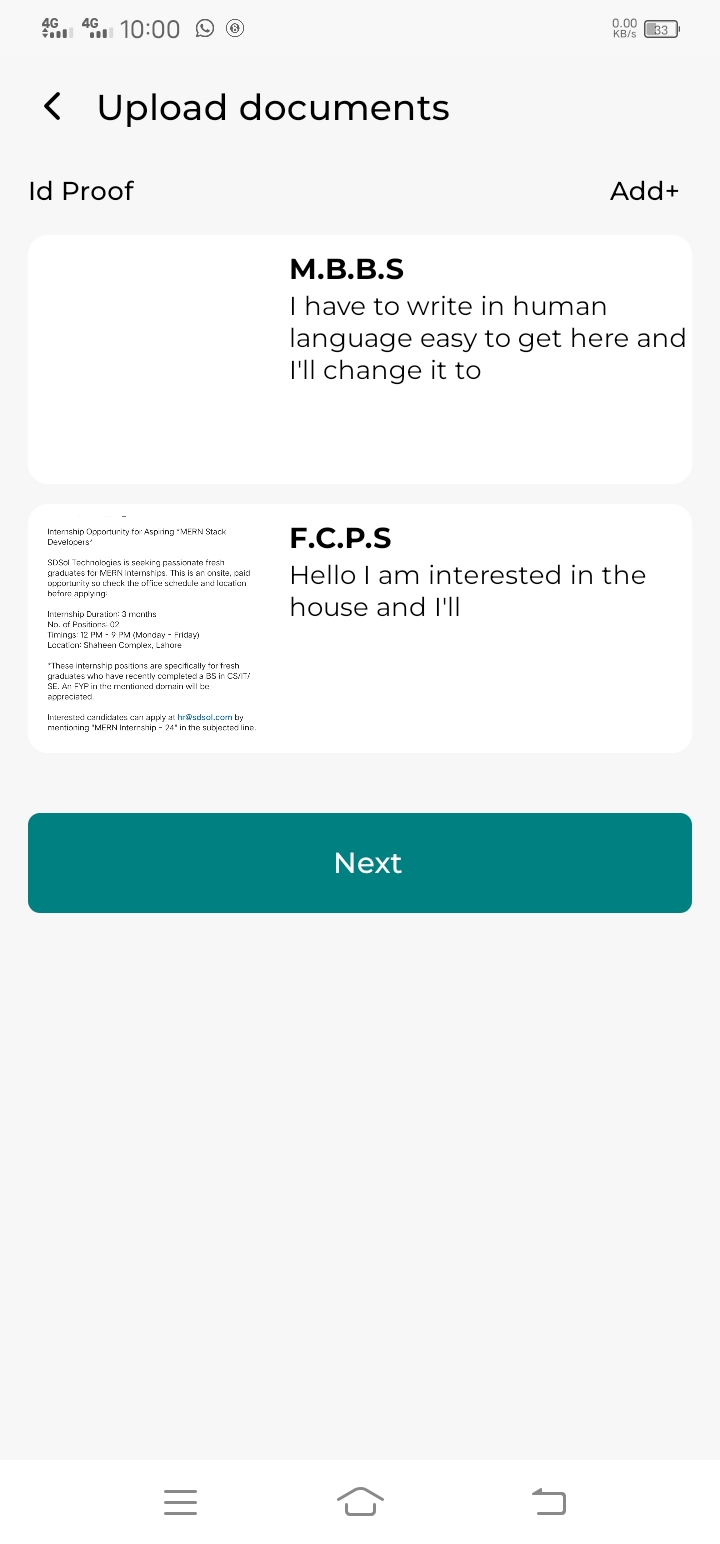 4G 4G 10:00 0.00 KB/s 33
Upload documents
Id Proof Add+
M.B.B.S
I have to write in human
language easy to get here and
I'll change it to
Internship Opportunity for Aspiring "MERN Stack
Developers"
SDSol Technologies is seeking passionate fresh
graduates for MERN internships. This is an onsite, paid
opportunity so check the office schedule and location
before applying:
Internship Duration: 3 months
No. of Positions: 02
Timings: 12 PM - 9 PM (Monday - Friday)
Location: Shaheen Complex, Lahore
*These internship positions are specifically for fresh
graduates who have recently completed a BS in CS/IT/
SE. An FYP in the mentioned domain will be
appreciated.
Interested candidates can apply at hr@sdsol.com by
mentioning "MERN Internship - 24" in the subjected line.
F.C.P.S
Hello I am interested in the
house and I'll
Next